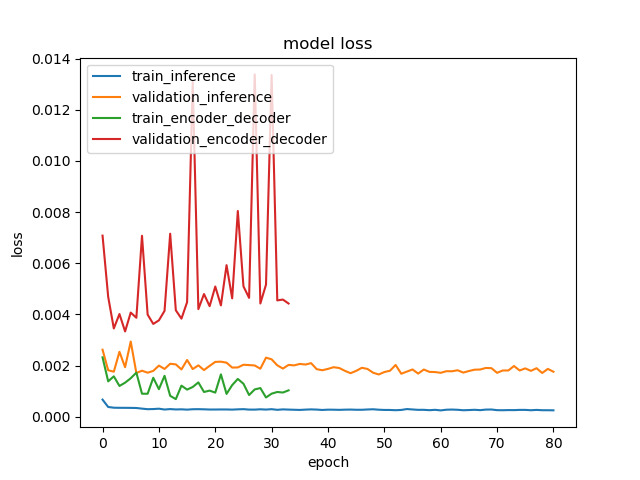 model loss
train_inference
validation_inference
train_encoder_decoder
validation_encoder_decoder
0.014
0.012
0.010
0.008
0.006
0.004
0.002
0.000
loss
0 10 20 30 40 50 60 70 80
epoch